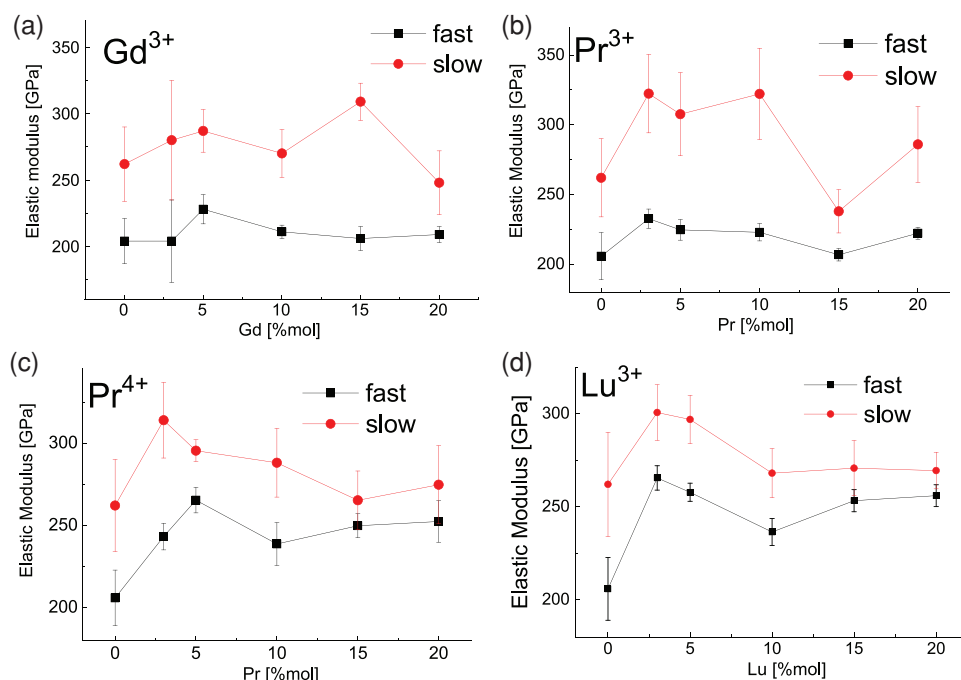 (a)
Gd3+
fast
slow
Elastic modulus [GPa]
350
300
250
200
0 5 10 15 20
Gd [%mol]
(b)
Pr3+
fast
slow
Elastic Modulus [GPa]
350
300
250
200
0 5 10 15 20
Pr [%mol]
(c)
Pr4+
fast
slow
Elastic Modulus [GPa]
350
300
250
200
0 5 10 15 20
Pr [%mol]
(d)
Lu3+
fast
slow
Elastic Modulus [GPa]
300
250
200
0 5 10 15 20
Lu [%mol]